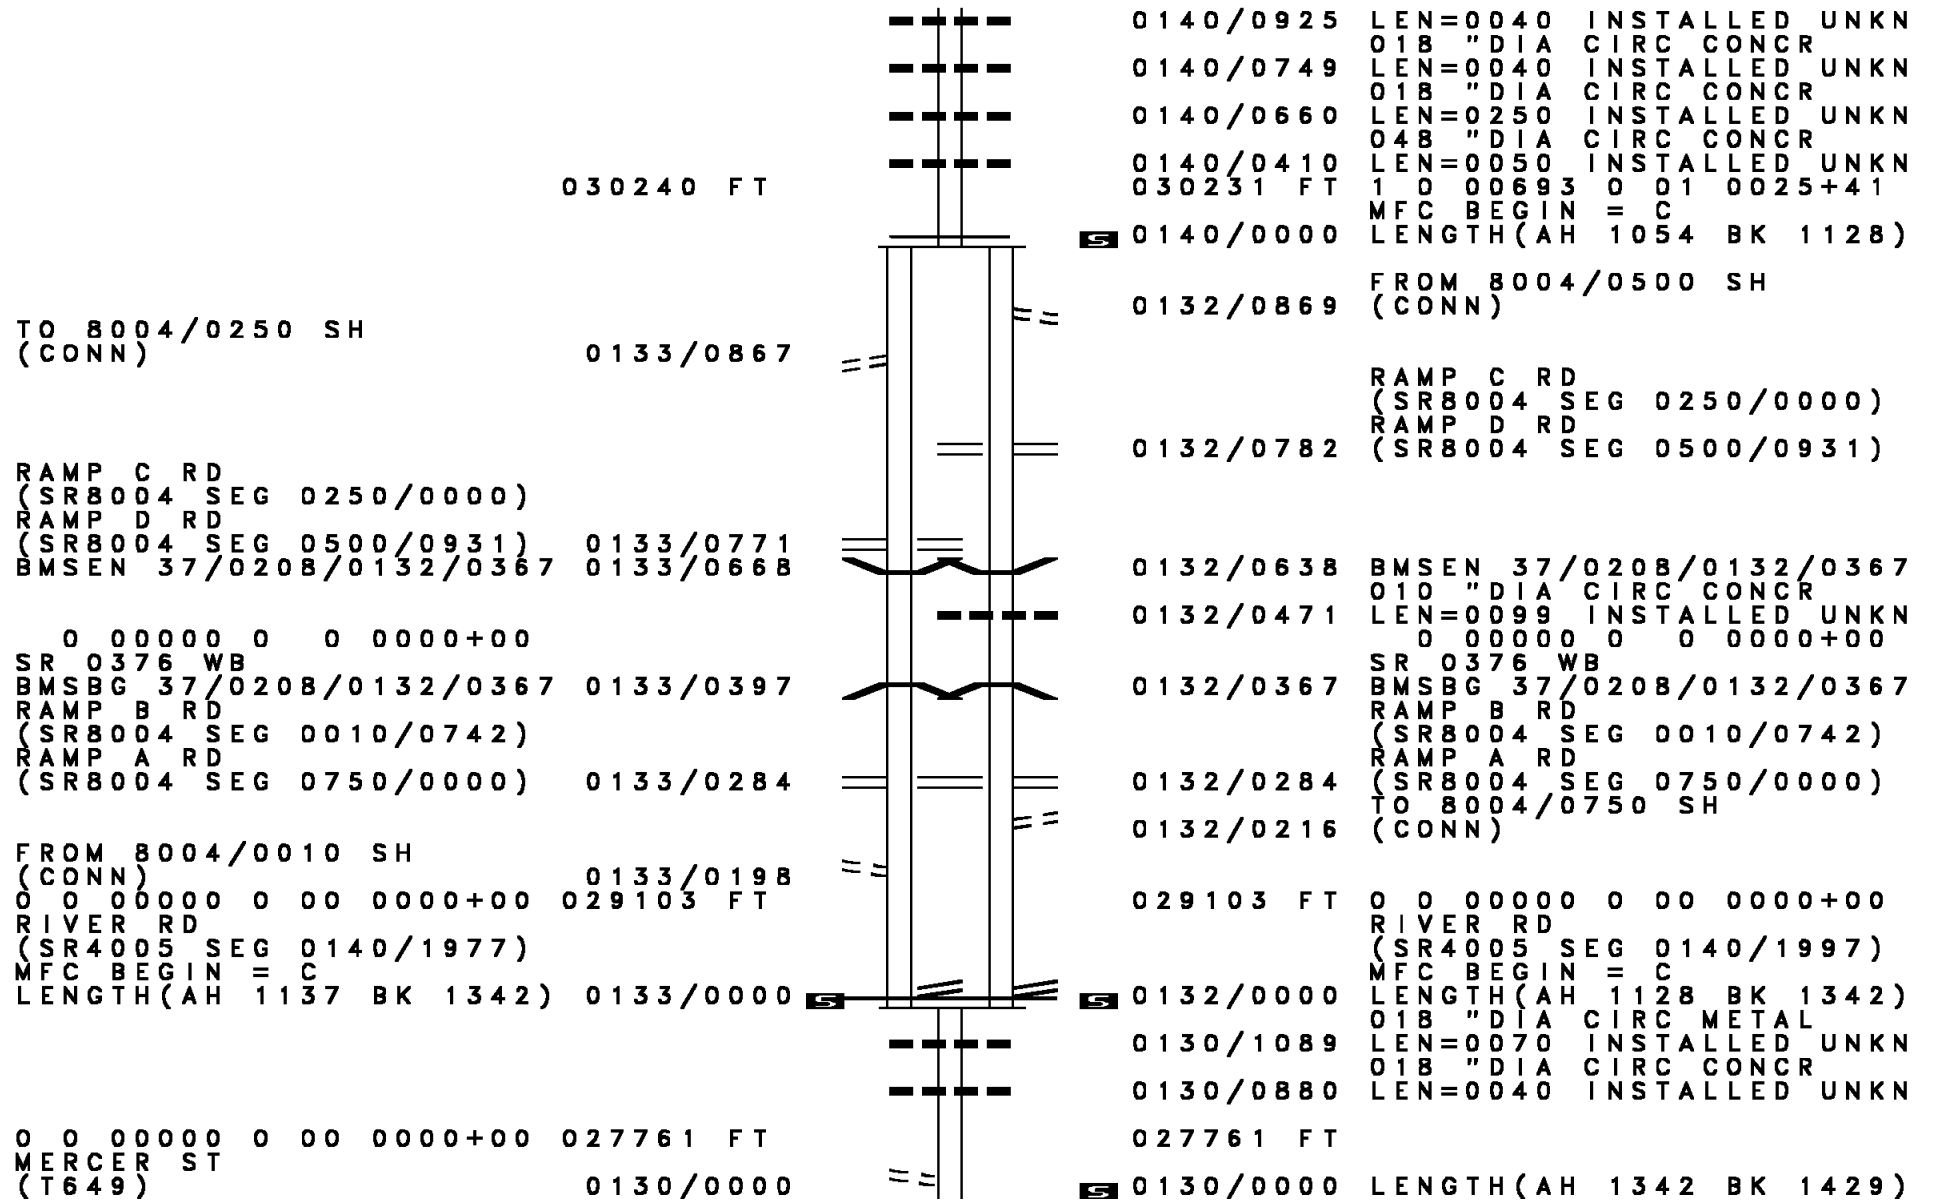 0140/0925 LEN=0040 INSTALLED UNKN
018 "DIA CIRC CONCR
0140/0749 LEN=0040 INSTALLED UNKN
018 "DIA CIRC CONCR
0140/0660 LEN=0250 INSTALLED UNKN
048 "DIA CIRC CONCR
0140/0410 LEN=0050 INSTALLED UNKN
030240 FT 030231 FT 1 0 00693 0 01 0025+41
MFC BEGIN = C
S 0140/0000 LENGTH(AH 1054 BK 1128)
FROM 8004/0500 SH
0132/0869 (CONN)
TO 8004/0250 SH
(CONN) 0133/0867
RAMP C RD
(SR8004 SEG 0250/0000)
RAMP D RD
0132/0782 (SR8004 SEG 0500/0931)
RAMP C RD
(SR8004 SEG 0250/0000)
RAMP D RD
(SR8004 SEG 0500/0931) 0133/0771
BMSEN 37/0208/0132/0367 0133/0668 0132/0638 BMSEN 37/0208/0132/0367
010 "DIA CIRC CONCR
0132/0471 LEN=0099 INSTALLED UNKN
0 00000 0 0 0000+00 0 00000 0 0 0000+00
SR 0376 WB SR 0376 WB
BMSBG 37/0208/0132/0367 0133/0397 0132/0367 BMSBG 37/0208/0132/0367
RAMP B RD RAMP B RD
(SR8004 SEG 0010/0742) (SR8004 SEG 0010/0742)
RAMP A RD RAMP A RD
(SR8004 SEG 0750/0000) 0133/0284 0132/0284 (SR8004 SEG 0750/0000)
TO 8004/0750 SH
0132/0216 (CONN)
FROM 8004/0010 SH
(CONN) 0133/0198
0 0 00000 0 00 0000+00 029103 FT 029103 FT 0 0 00000 0 00 0000+00
RIVER RD RIVER RD
(SR4005 SEG 0140/1977) (SR4005 SEG 0140/1997)
MFC BEGIN = C MFC BEGIN = C
LENGTH(AH 1137 BK 1342) 0133/0000 S S 0132/0000 LENGTH(AH 1128 BK 1342)
018 "DIA CIRC METAL
0130/1089 LEN=0070 INSTALLED UNKN
018 "DIA CIRC CONCR
0130/0880 LEN=0040 INSTALLED UNKN
0 0 00000 0 00 0000+00 027761 FT 027761 FT
MERCER ST
(T649) 0130/0000 S 0130/0000 LENGTH(AH 1342 BK 1429)